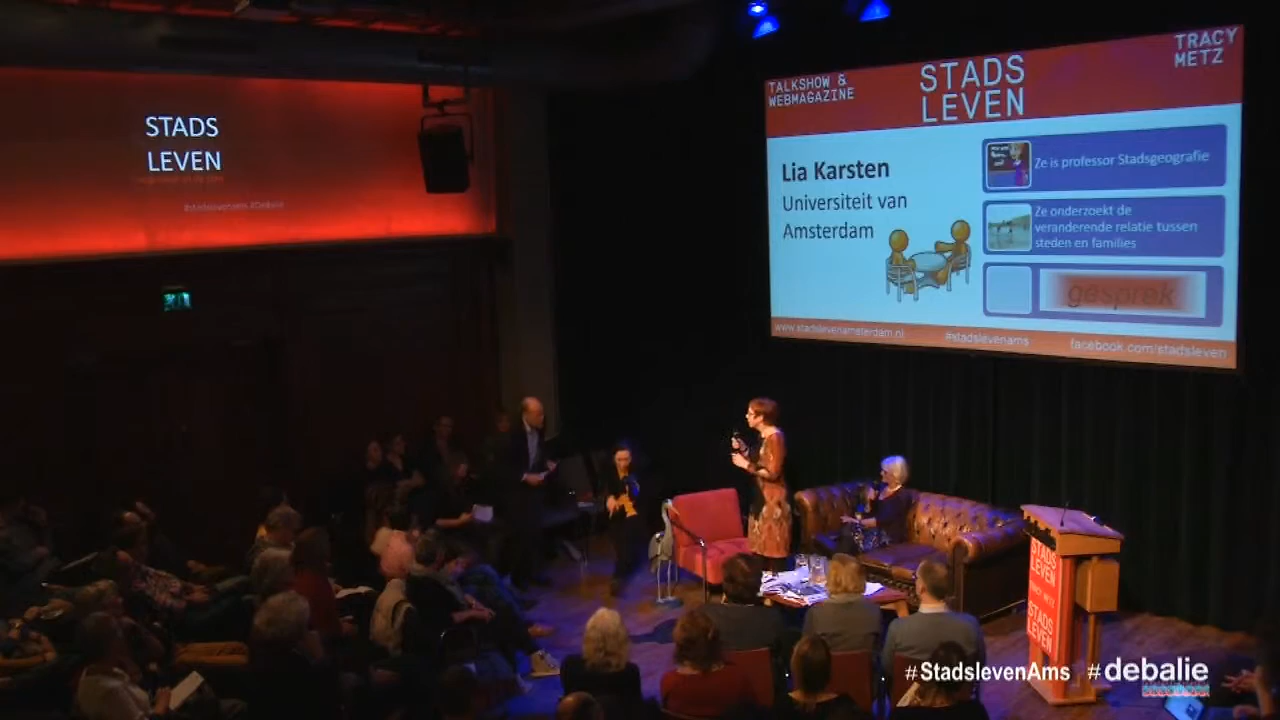 STADS
LEVEN
TALKSHOW &
WEBMAGAZINE
STADS
LEVEN
TRACY
METZ
Lia Karsten
Universiteit van
Amsterdam
Ze is professor Stadsgeografie
Ze onderzoekt de
veranderende relatie tussen
steden en families
gesprek
www.stadslevenamsterdam.nl
#stadslevenams
facebook.com/stadsleven
STADS
LEVEN
TRACY METZ
STADS
LEVEN
#StadslevenAms #debalie